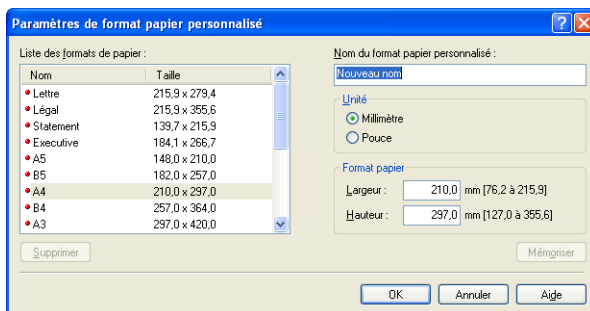 Paramètres de format papier personnalisé
Liste des formats de papier :
Nom Taille
Lettre 215,9 x 279,4
Légal 215,9 x 355,6
Statement 139,7 x 215,9
Executive 184,1 x 266,7
A5 148,0 x 210,0
B5 182,0 x 257,0
A4 210,0 x 297,0
B4 257,0 x 364,0
A3 297,0 x 420,0
Supprimer
Nom du format papier personnalisé :
Nouveau nom
Unité
Millimètre
Pouce
Format papier
Largeur : 210,0 mm [76,2 à 215,9]
Hauteur : 297,0 mm [127,0 à 355,6]
Mémoriser
OK Annuler Aide